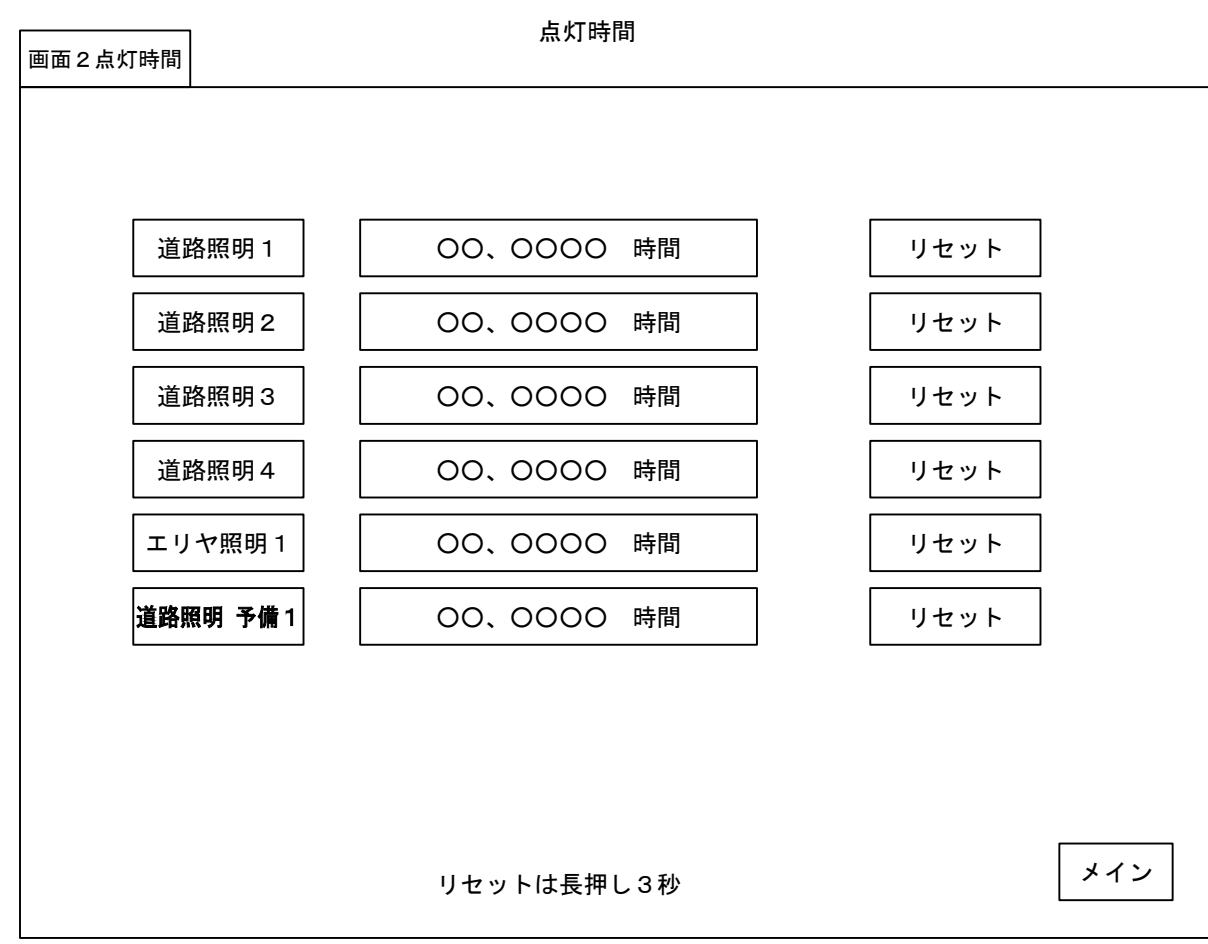 点灯時間
画面２点灯時間
道路照明１ 〇〇、〇〇〇〇 時間 リセット
道路照明２ 〇〇、〇〇〇〇 時間 リセット
道路照明３ 〇〇、〇〇〇〇 時間 リセット
道路照明４ 〇〇、〇〇〇〇 時間 リセット
エリヤ照明１ 〇〇、〇〇〇〇 時間 リセット
道路照明 予備１ 〇〇、〇〇〇〇 時間 リセット
リセットは長押し３秒
メイン